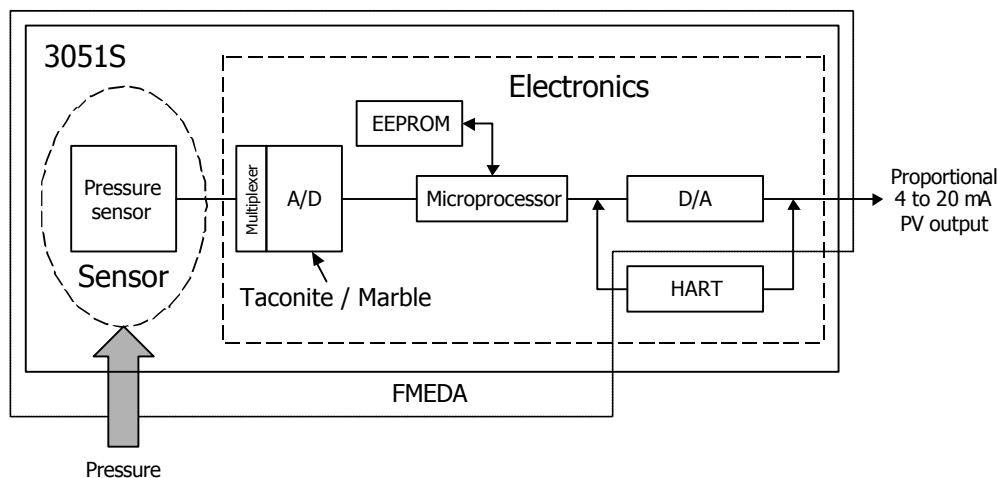 3051S
Electronics
EEPROM
Pressure
sensor
Multiplexer
A/D
Microprocessor
D/A
Proportional
4 to 20 mA
PV output
Sensor
Taconite / Marble
HART
FMEDA
Pressure